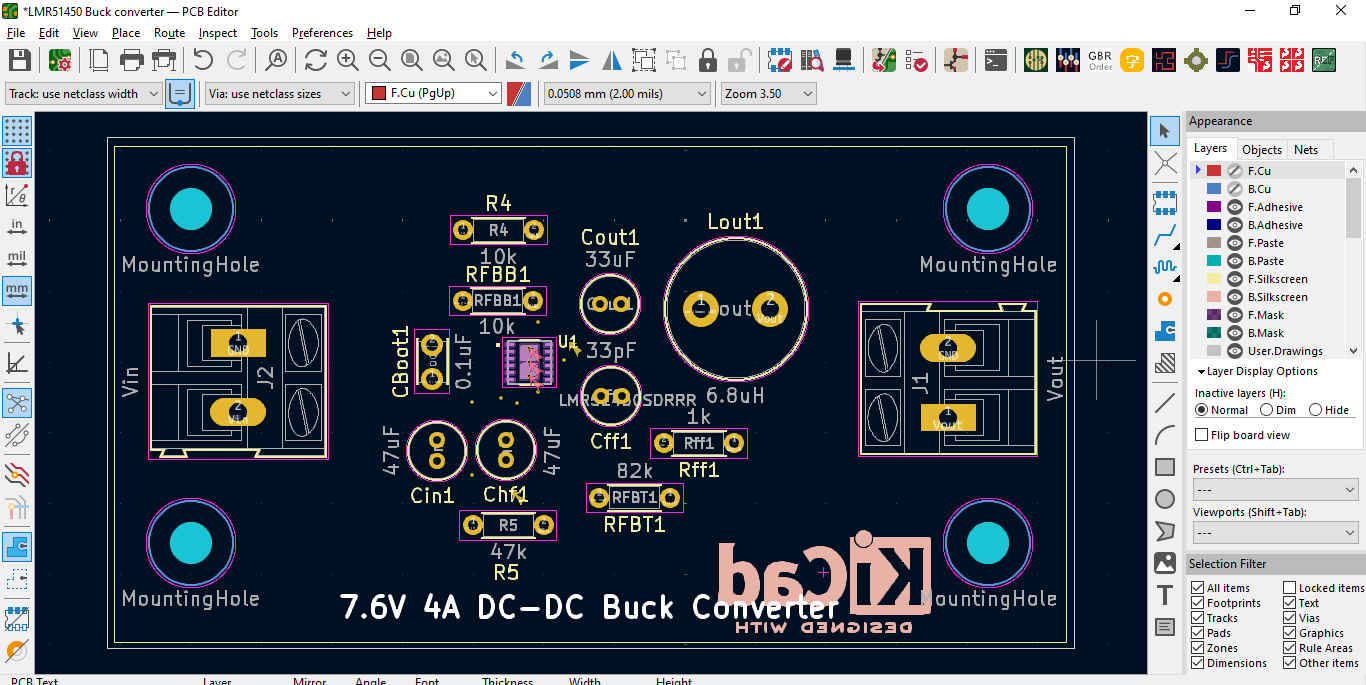 *LMR51450 Buck converter — PCB Editor
File Edit View Place Route Inspect Tools Preferences Help
GBR
Order
Track: use netclass width
Via: use netclass sizes
F.Cu (PgUp)
0.0508 mm (2.00 mils)
Zoom 3.50
in
mil
mm
MountingHole
MountingHole
R4
R4
10k
RFBB1
RFBB1
10k
Cout1
33uF
Lout1
1
2
Vout
6.8uH
CBoot1
0.1uF
U1
33pF
Cff1
1k
Rff1
Rff1
82k
RFBT1
RFBT1
47uF
Cin1
47uF
Chf1
R5
47k
R5
Vin
1
GND
2
Vin
J2
J1
2
GND
1
Vout
Vout
MountingHole
MountingHole
7.6V 4A DC-DC Buck Converter
KiCad
DESIGNED WITH
Appearance
Layers Objects Nets
F.Cu
B.Cu
F.Adhesive
B.Adhesive
F.Paste
B.Paste
F.Silkscreen
B.Silkscreen
F.Mask
B.Mask
User.Drawings
Layer Display Options
Inactive layers (H):
Normal Dim Hide
Flip board view
Presets (Ctrl+Tab):
---
Viewports (Shift+Tab):
---
Selection Filter
All items Locked items
Footprints Text
Tracks Vias
Pads Graphics
Zones Rule Areas
Dimensions Other items
PCB Text Layer Mirror Angle Font Thickness Width Height